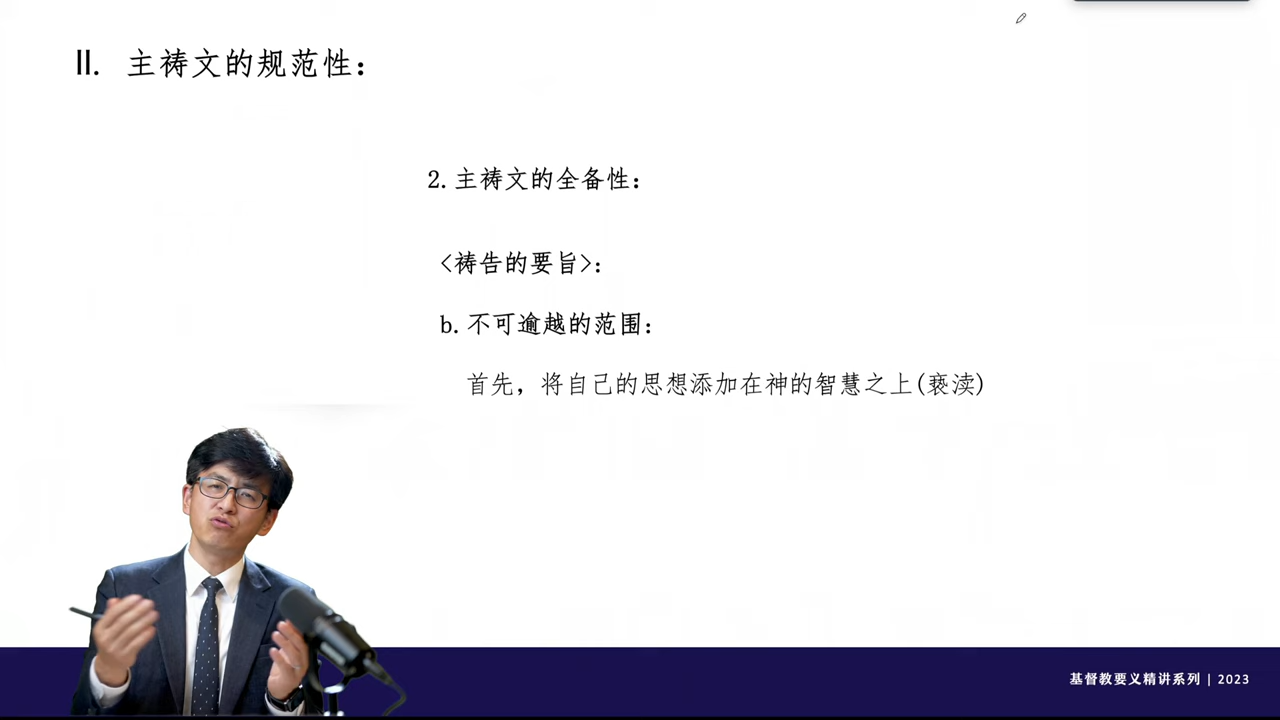 II. 主祷文的规范性：
2.主祷文的全备性：
<祷告的要旨>：
b.不可逾越的范围：
首先，将自己的思想添加在神的智慧之上(亵渎)
基督教要义精讲系列 | 2023